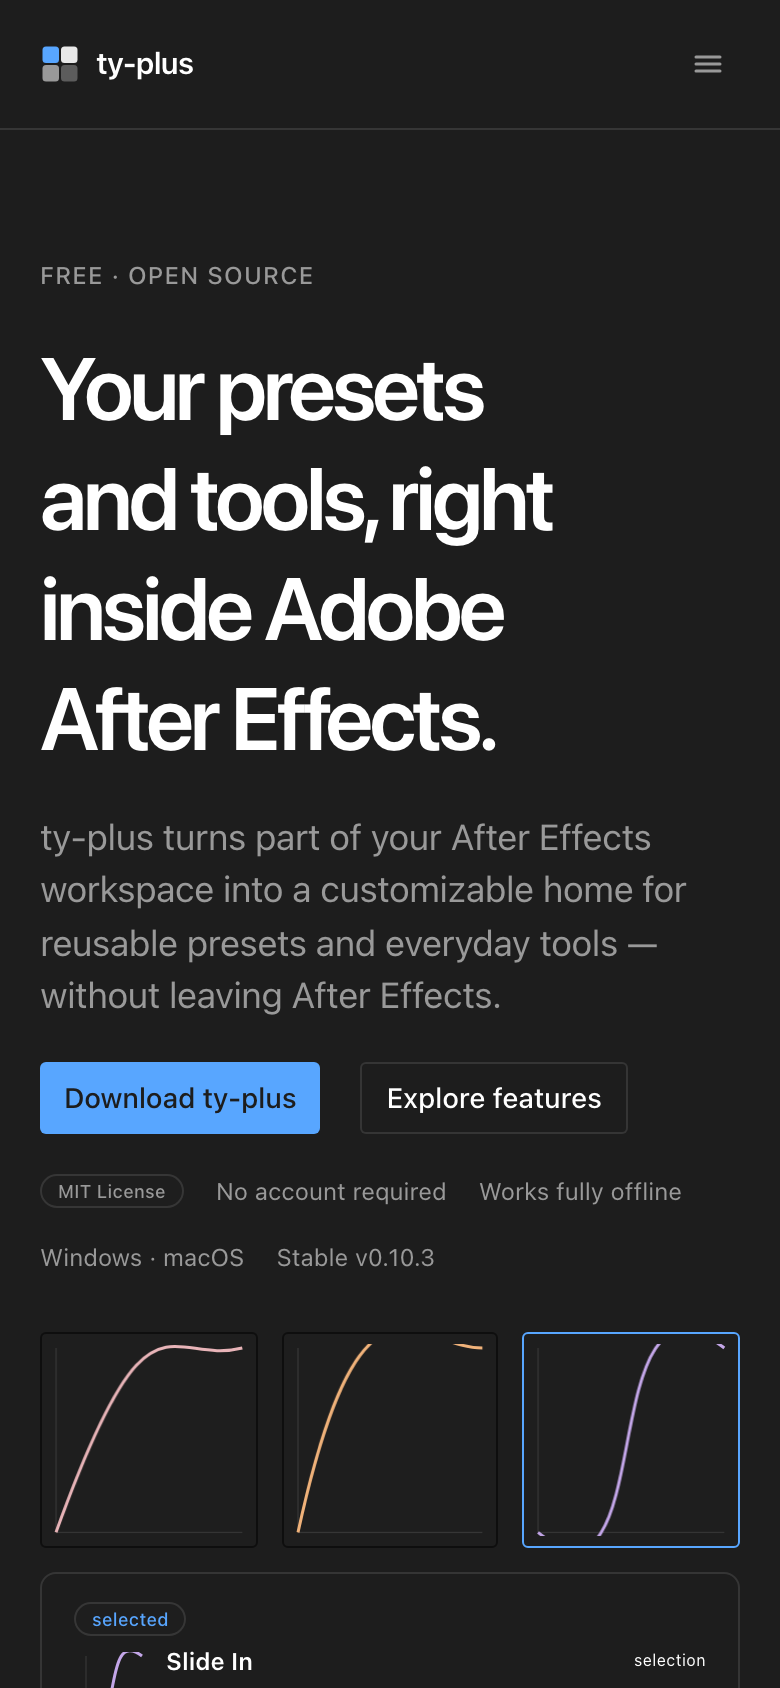 ty-plus
FREE · OPEN SOURCE
Your presets
and tools, right
inside Adobe
After Effects.
ty-plus turns part of your After Effects
workspace into a customizable home for
reusable presets and everyday tools —
without leaving After Effects.
Download ty-plus
Explore features
MIT License
No account required
Works fully offline
Windows · macOS
Stable v0.10.3
selected
Slide In
selection